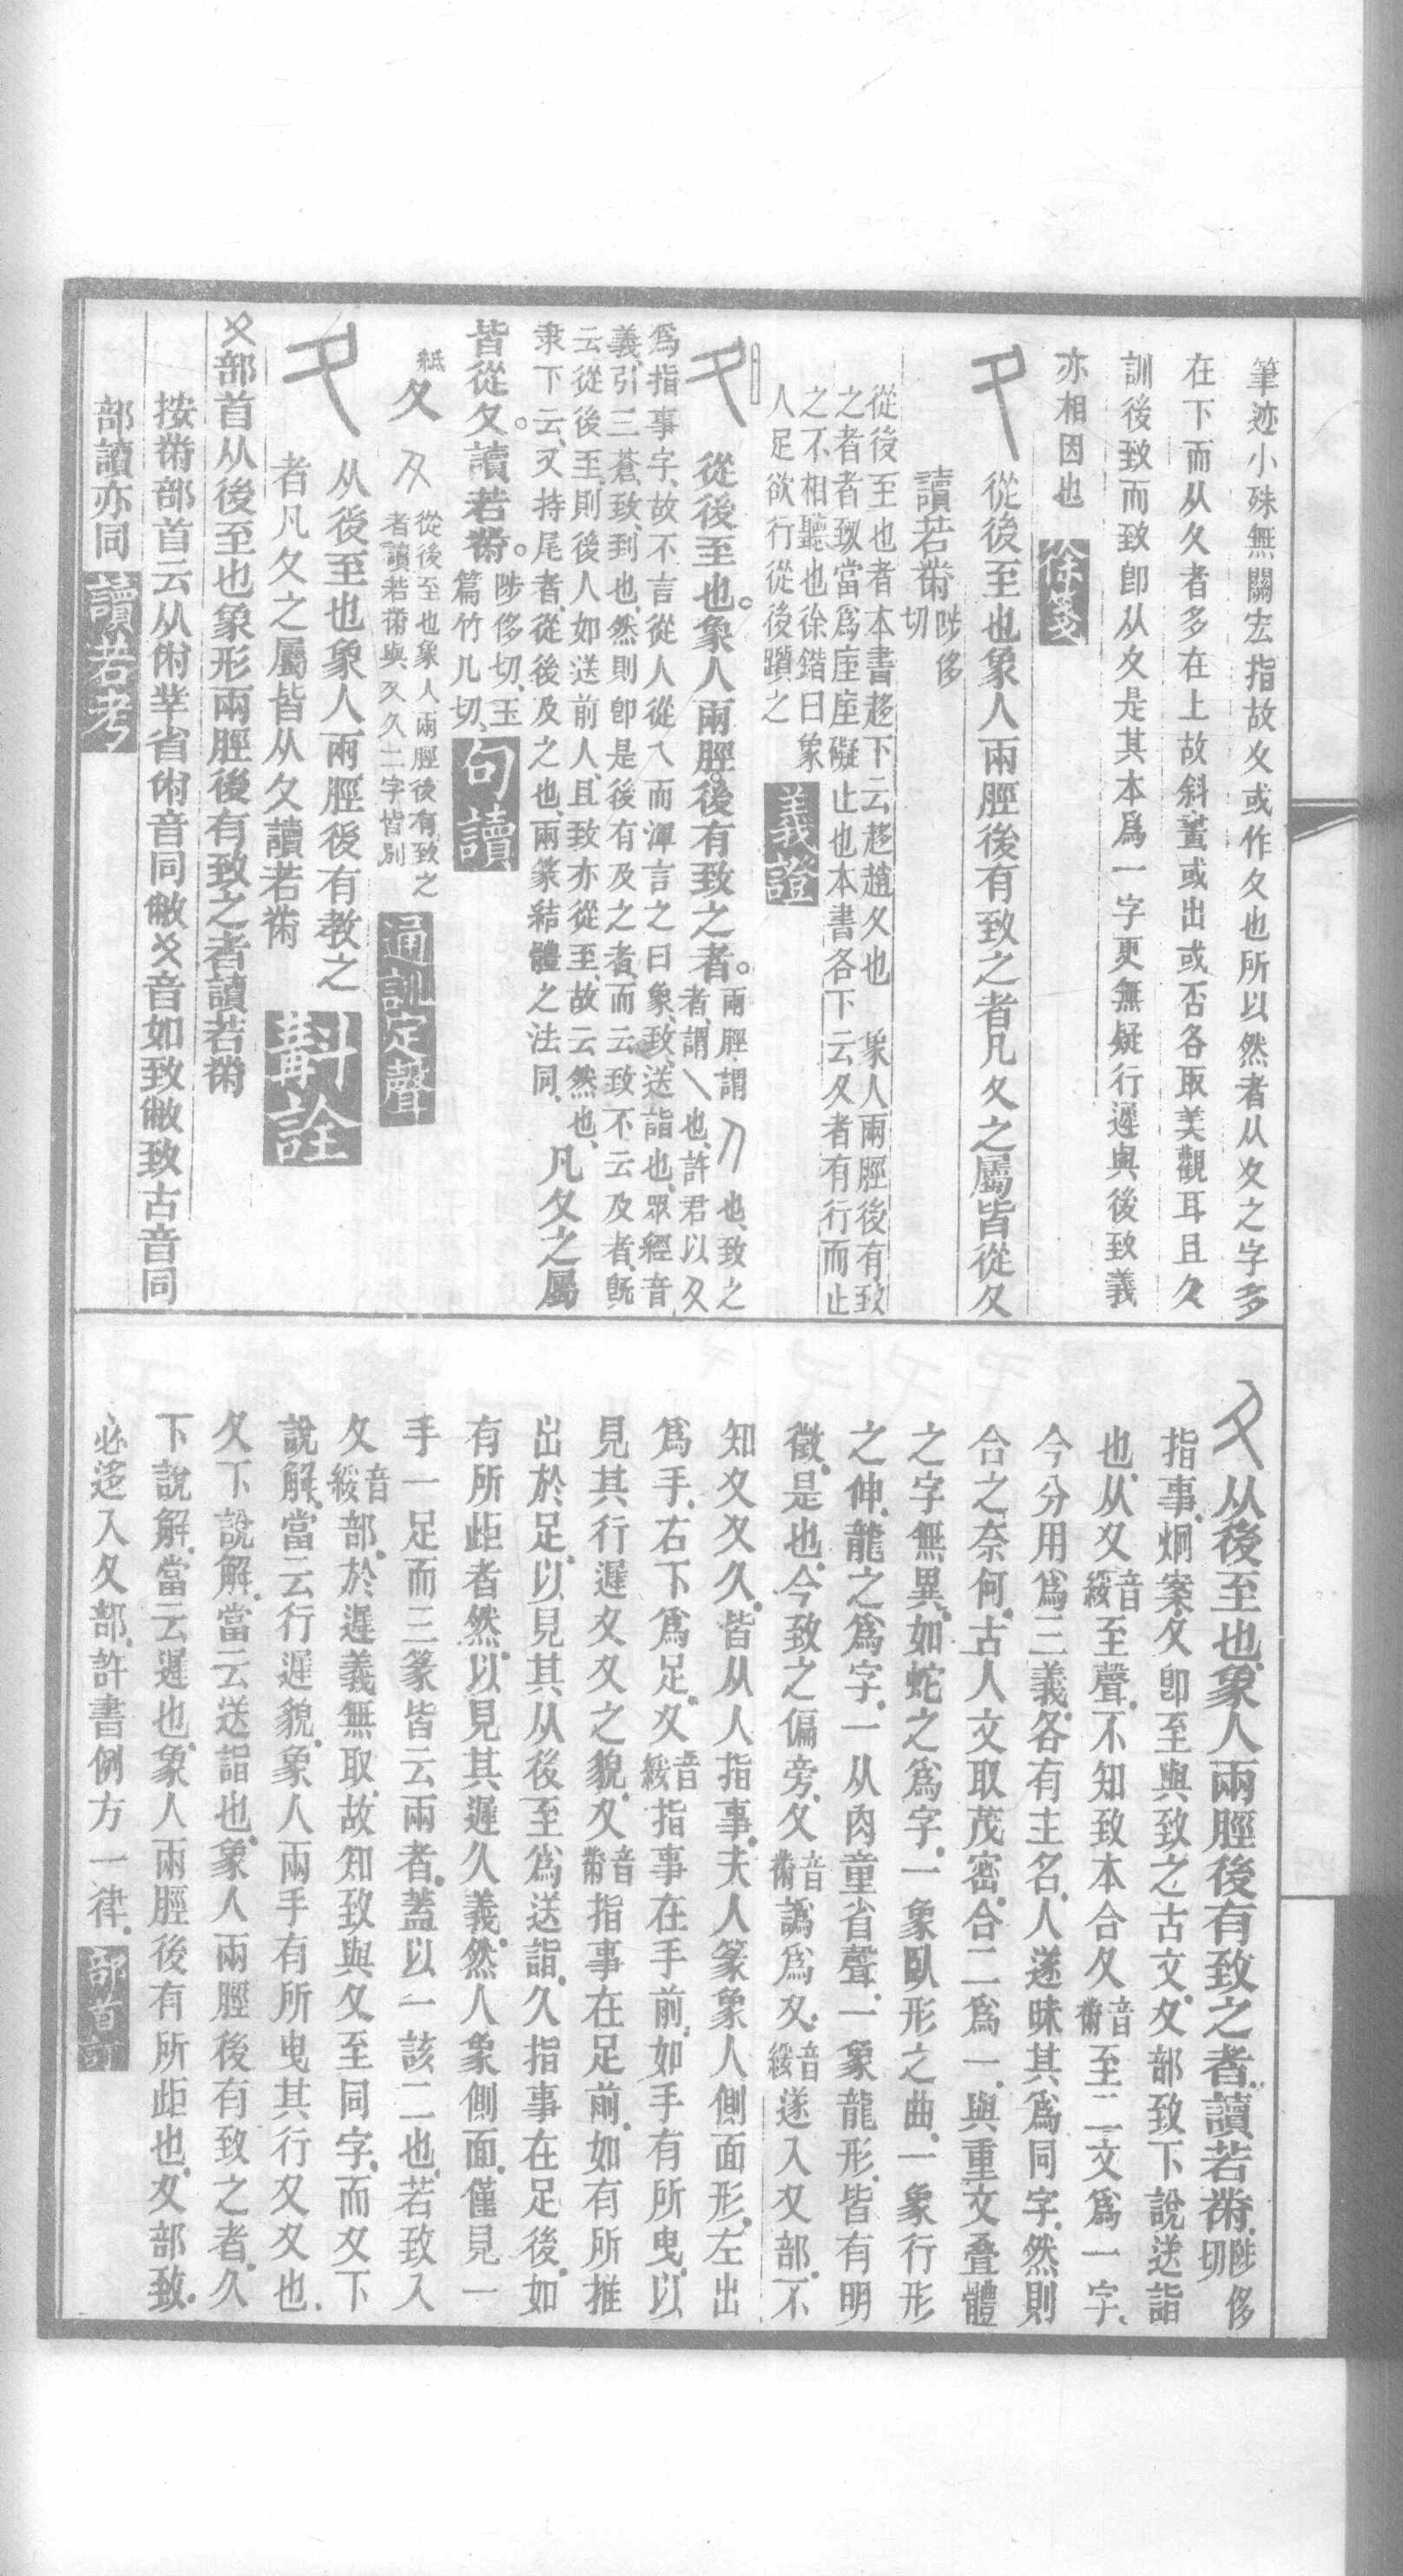 筆迹小殊無關宏指故夊或作夂也所以然者从夊之字多
在下而从夂者多在上故斜畫或出或否各取美觀耳且夂
訓後致而致卽从夊是其本爲一字更無疑行遲與後致義
亦相因也 徐箋
從後至也象人兩脛後有致之者凡夂之屬皆從夂
讀若黹陟侈切
從後至也者本書趍下云趍趙夂也 象人兩脛後有致
之者者致當爲庢庢礙止也本書各下云夂者有行而止
之不相聽也徐鍇曰象
人足欲行從後躓之 義證
從後至也。象人兩脛。後有致之者。兩脛謂 也、致之
者、謂乀也、許君以夂
爲指事字、故不言從人從乀而渾言之曰象、致、送詣也、眾經音
義、引三蒼、致、到也、然則卽是後有及之者、而云致不云及者、旣
云從後至、則後人如送前人、且致亦從至、故云然也、
隶下云、又持尾者、從後及之也、兩篆結體之法同、凡夂之屬
皆從夂。讀若黹。陟侈切、玉篇竹几切、 句讀
紙 夂 從後至也象人兩脛後有致之
者讀若黹與夊久二字皆別 通訓定聲
从後至也象人兩脛後有教之
者凡夂之屬皆从夂讀若黹 斠詮
夂部首从後至也象形兩脛後有致之者讀若黹
按黹部首云从㡀丵省㡀音同敝夂音如致敝致古音同
部讀亦同 讀若考
从後至也、象人兩脛後有致之者、讀若黹、陟侈切
指事、炯案、夂卽至與致之古文、夊部致下說送詣
也、从夊音綏至聲、不知致本合夂音黹至二文爲一字、
今分用爲三義、各有主名、人遂昧其爲同字、然則
合之奈何、古人文取茂密、合二爲一、與重文叠體
之字無異、如蛇之爲字、一象臥形之曲、一象行形
之伸、龍之爲字、一从肉童省聲、一象龍形、皆有明
徵、是也、今致之偏旁、夂音黹譌爲夊、音綏遂入夊部、不
知夂夊久、皆从人指事、夫人篆象人側面形、左出
爲手、右下爲足、夊音綏指事在手前、如手有所曳、以
見其行遲夊夊之貌、夂音黹指事在足前、如有所推
出於足、以見其从後至爲送詣、久指事在足後、如
有所歫者然、以見其遲久義、然人象側面、僅見一
手一足而三篆皆云兩者、蓋以一該二也、若致入
夊音綏部、於遲義無取、故知致與夂至同字、而夊下
說解、當云行遲貌、象人兩手有所曳其行夊夊也、
夂下說解、當云送詣也、象人兩脛後有致之者、久
下說解、當云遲也、象人兩脛後有所歫也、夊部致、
必迻入夂部、許書例方一律、 部首訂